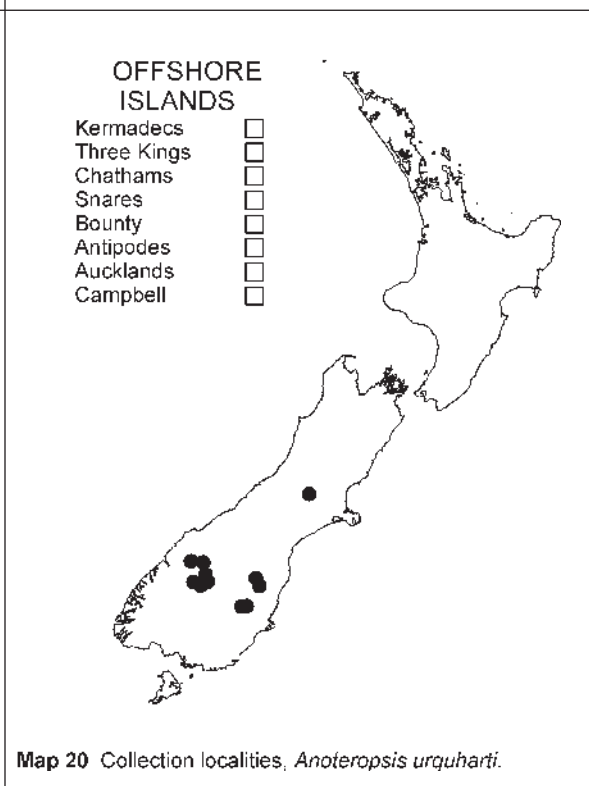 OFFSHORE
ISLANDS
Kermadecs
Three Kings
Chathams
Snares
Bounty
Antipodes
Aucklands
Campbell
Map 20 Collection localities, Anoteropsis urquharti.